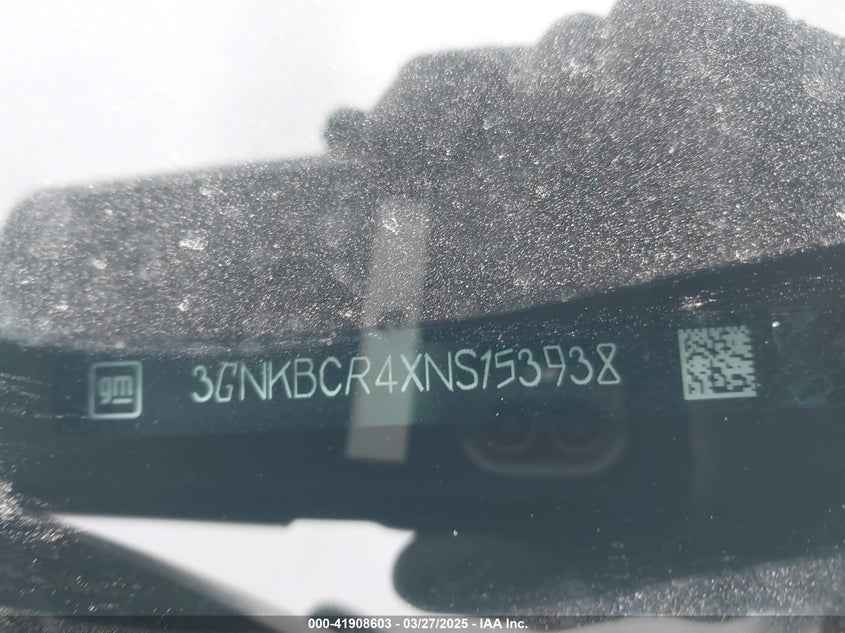 gm 3GNKBCR4XNS153938
000-41908603 - 03/27/2025 - IAA Inc.